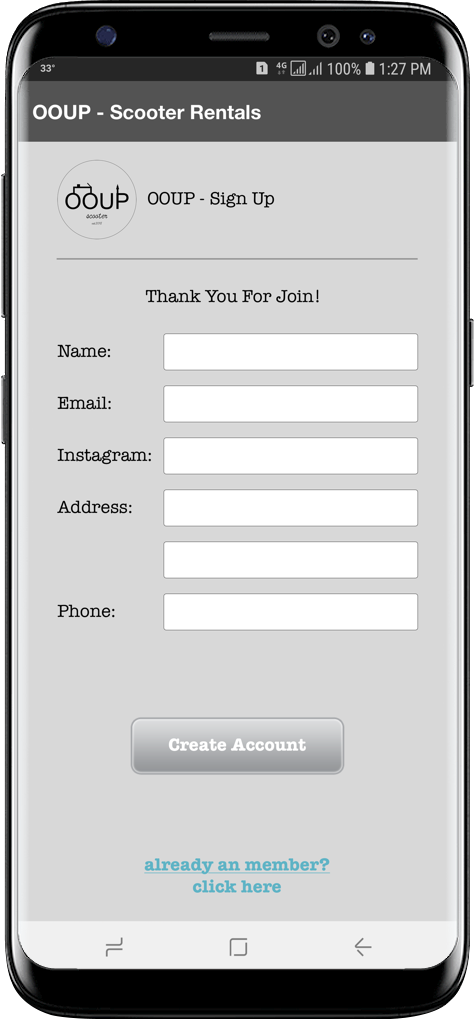 33° 1 4G 100% 1:27 PM
OOUP - Scooter Rentals
OOUP
scooter
OOUP - Sign Up
Thank You For Join!
Name:
Email:
Instagram:
Address:
Phone:
Create Account
already an member?
click here